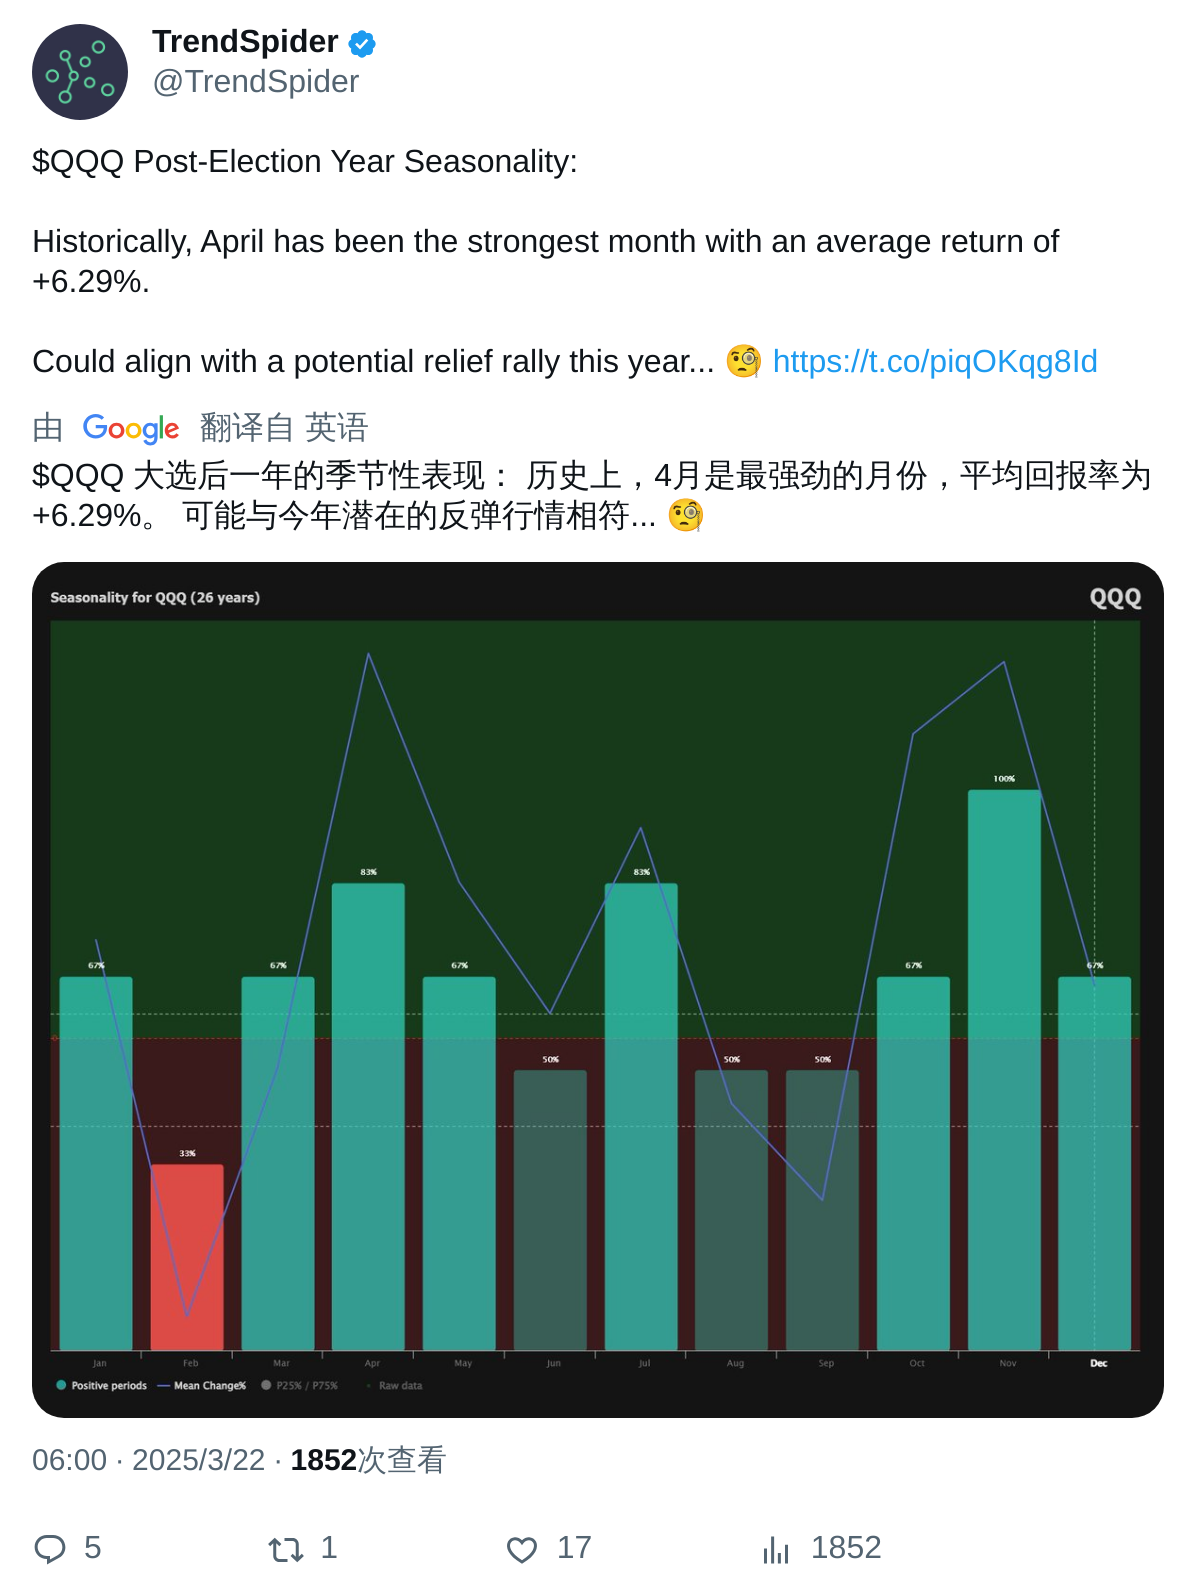 TrendSpider
@TrendSpider
$QQQ Post-Election Year Seasonality:
Historically, April has been the strongest month with an average return of
+6.29%.
Could align with a potential relief rally this year... 🧐 https://t.co/piqOKqg8Id
由 Google 翻译自 英语
$QQQ 大选后一年的季节性表现： 历史上，4月是最强劲的月份，平均回报率为
+6.29%。 可能与今年潜在的反弹行情相符... 🧐
Seasonality for QQQ (26 years)
QQQ
100%
83%
83%
67%
67%
67%
67%
67%
50%
50%
50%
33%
Jan Feb Mar Apr May Jun Jul Aug Sep Oct Nov Dec
Positive periods Mean Change% P25% / P75% Raw data
06:00 · 2025/3/22 · 1852次查看
5 1 17 1852